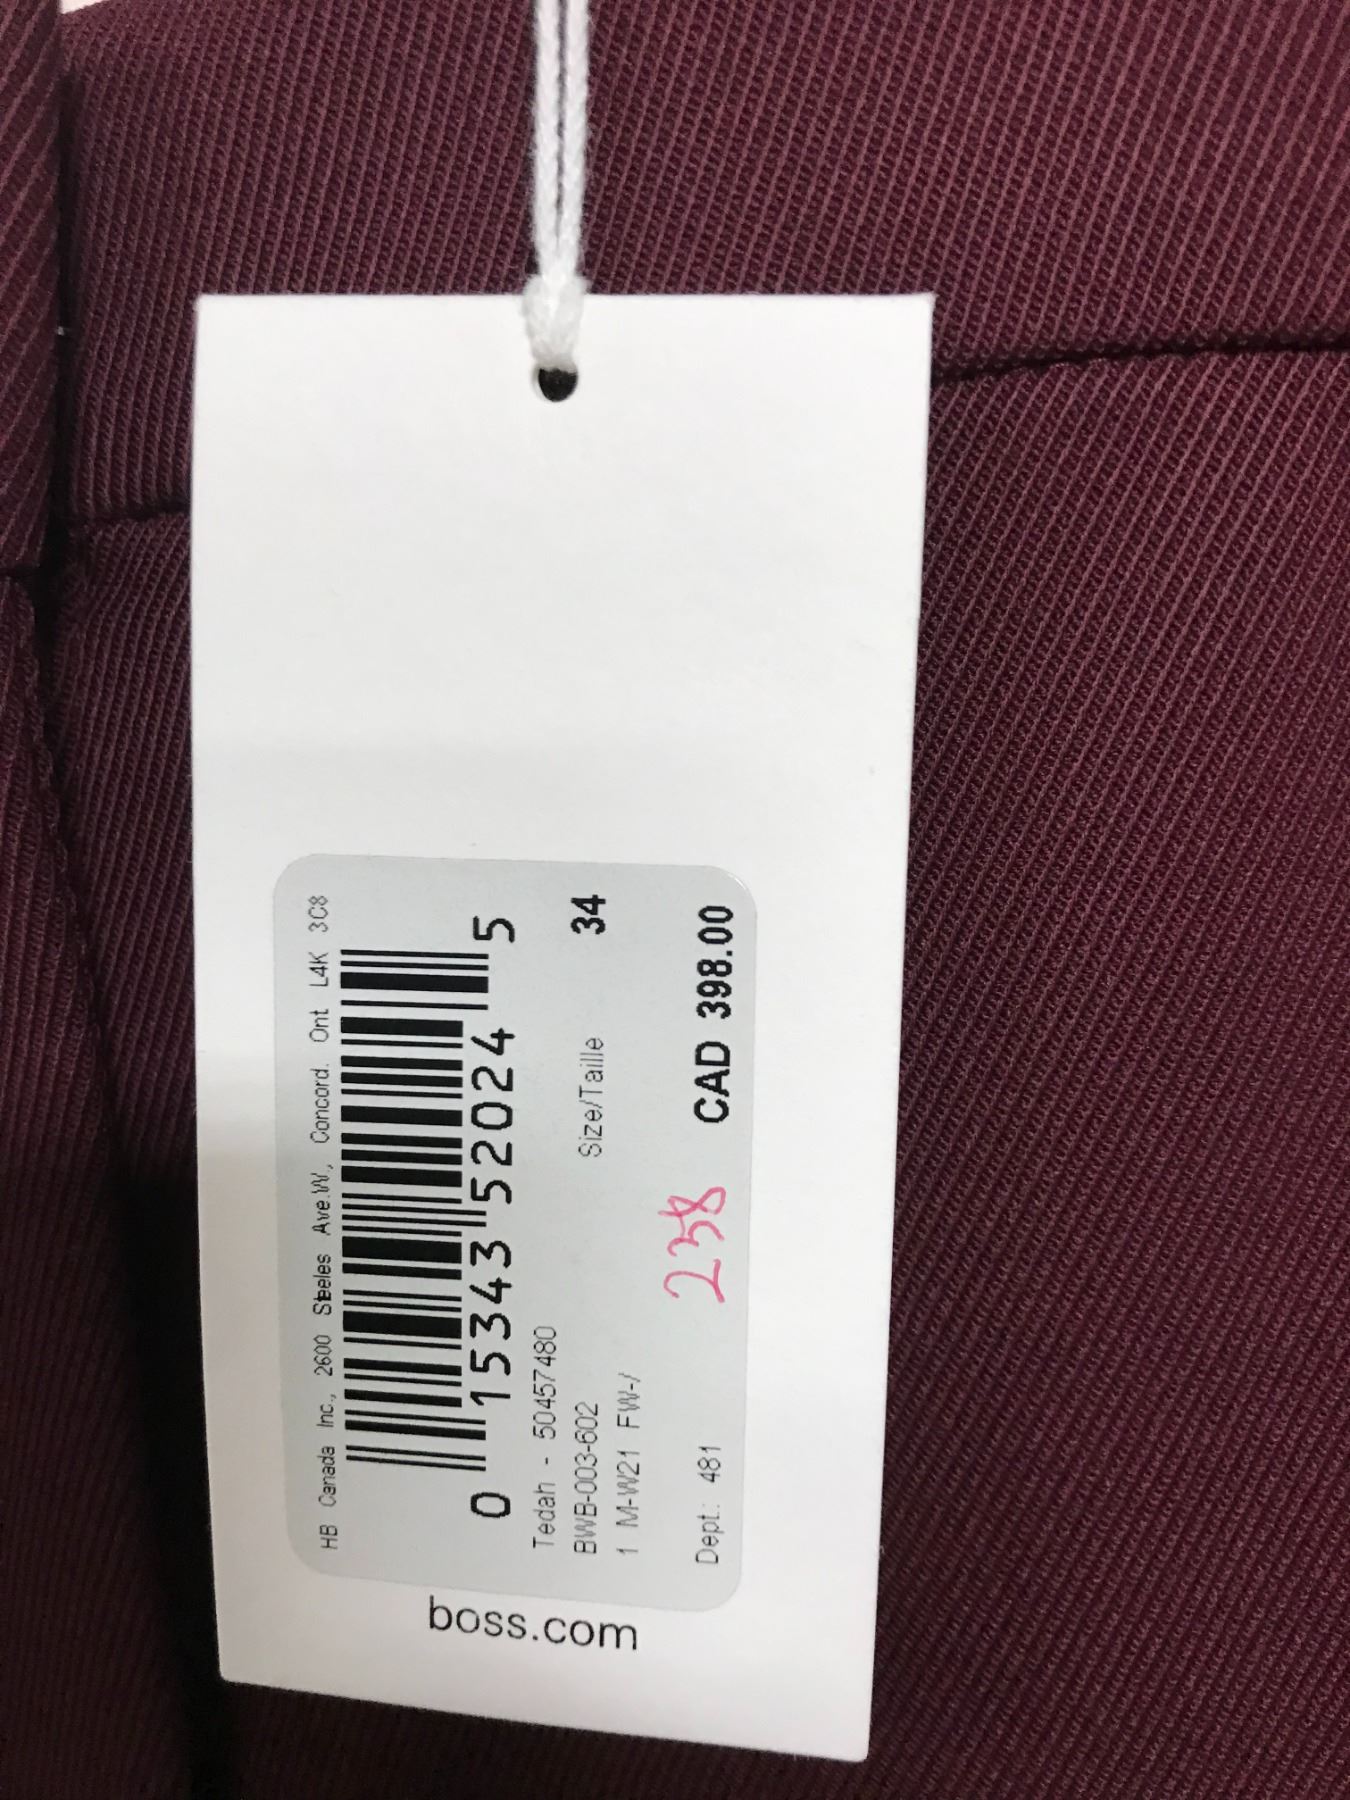 HB Canada Inc., 2600 Steeles Ave.W., Concord. Ont L4K 3C8
0 15343 52024 5
Tedah - 50457480
BWB-003-602 Size/Taille 34
1 M-W21 FW-/
238
Dept.: 481 CAD 398.00
boss.com